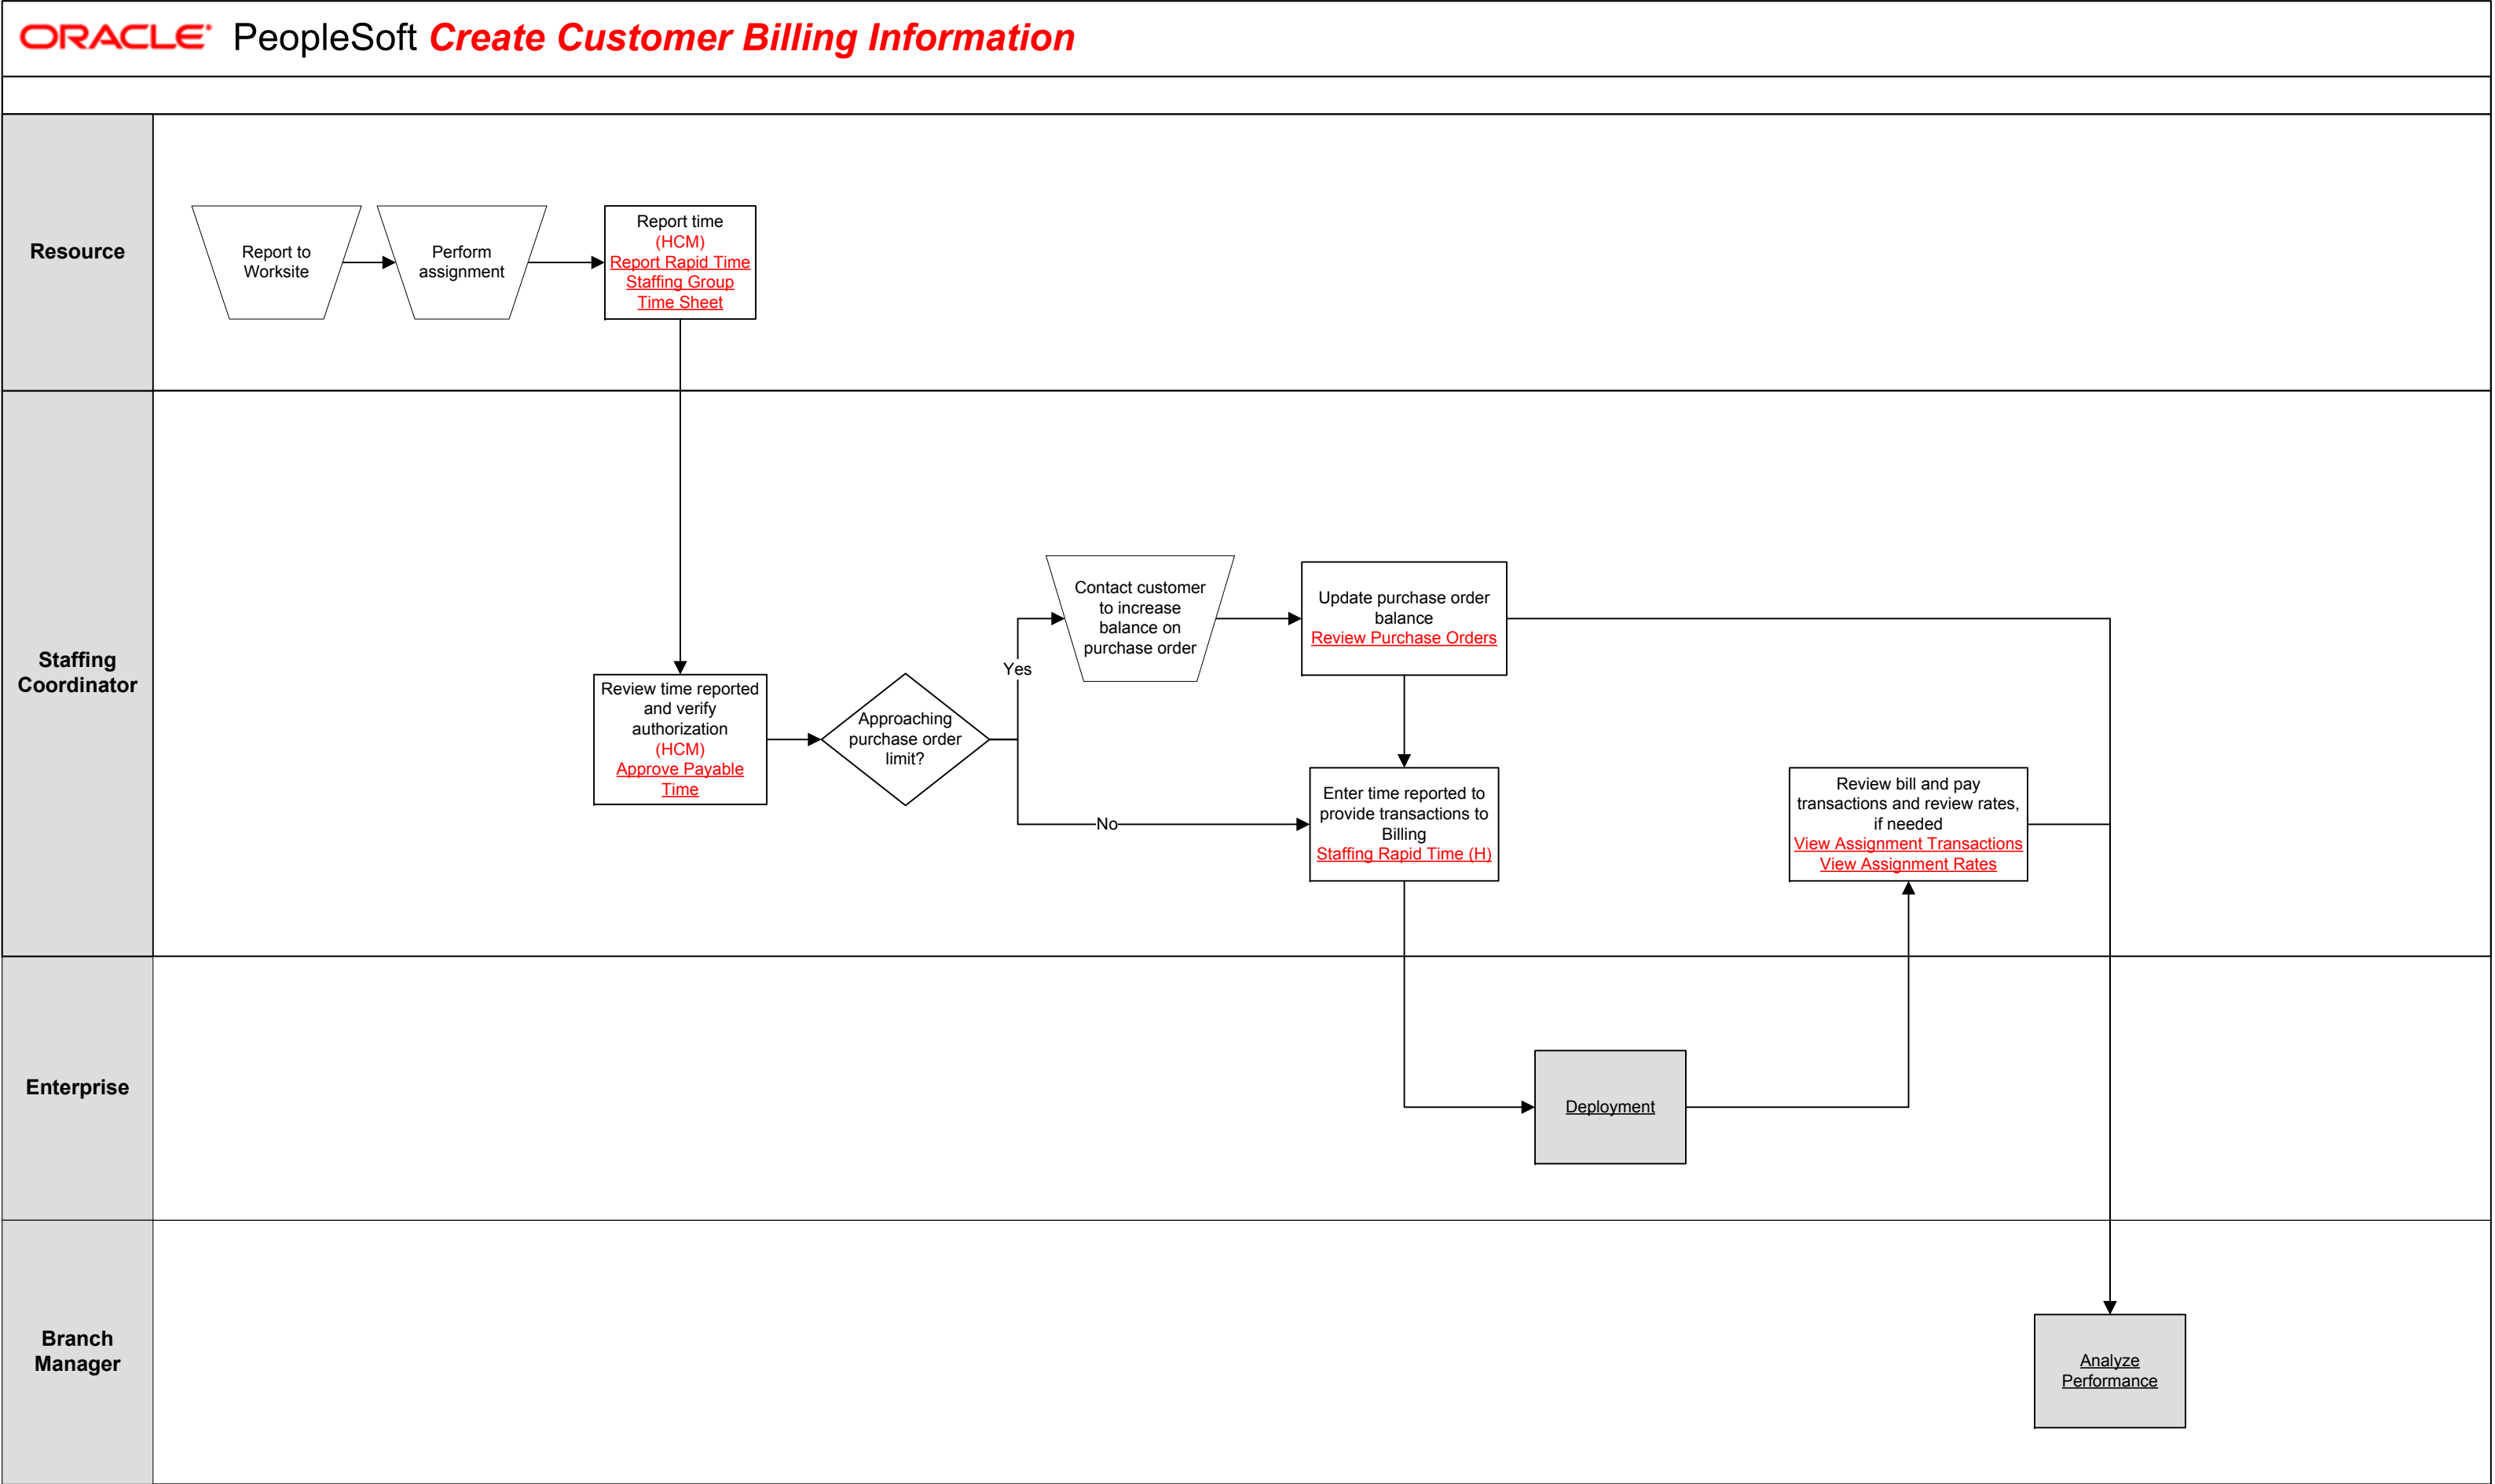 ORACLE PeopleSoft Create Customer Billing Information
Resource
Report to
Worksite
Perform
assignment
Report time
(HCM)
Report Rapid Time
Staffing Group
Time Sheet
Staffing
Coordinator
Review time reported
and verify
authorization
(HCM)
Approve Payable
Time
Approaching
purchase order
limit?
Yes
No
Contact customer
to increase
balance on
purchase order
Update purchase order
balance
Review Purchase Orders
Enter time reported to
provide transactions to
Billing
Staffing Rapid Time (H)
Review bill and pay
transactions and review rates,
if needed
View Assignment Transactions
View Assignment Rates
Enterprise
Deployment
Branch
Manager
Analyze
Performance